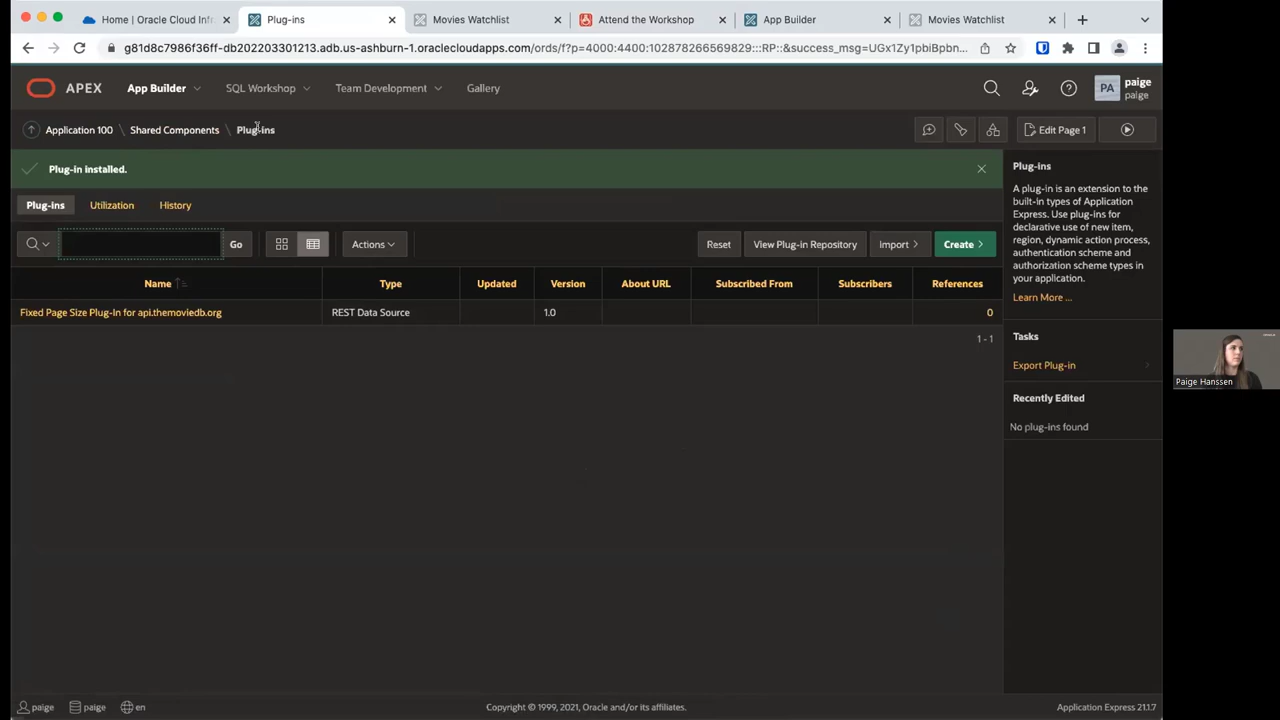 Home | Oracle Cloud Inf
Plug-ins
Movies Watchlist
Attend the Workshop
App Builder
Movies Watchlist
g81d8c7986f36ff-db202203301213.adb.us-ashburn-1.oraclecloudapps.com/ords/f?p=4000:4400:102878266569829:::RP::&success_msg=UGx1Zy1pbiBpbn...
APEX
App Builder
SQL Workshop
Team Development
Gallery
PA
paige
paige
Application 100 \ Shared Components \ Plug-ins
Edit Page 1
Plug-in installed.
Plug-ins
Utilization
History
Go
Actions
Reset
View Plug-in Repository
Import
Create
Name
Type
Updated
Version
About URL
Subscribed From
Subscribers
References
Fixed Page Size Plug-In for api.themoviedb.org
REST Data Source
1.0
0
1 - 1
Plug-ins
A plug-in is an extension to the
built-in types of Application
Express. Use plug-ins for
declarative use of new item,
region, dynamic action process,
authentication scheme and
authorization scheme types in
your application.
Learn More ...
Tasks
Export Plug-in
Recently Edited
No plug-ins found
Paige Hanssen
paige
paige
en
Copyright © 1999, 2021, Oracle and/or its affiliates.
Application Express 21.1.7